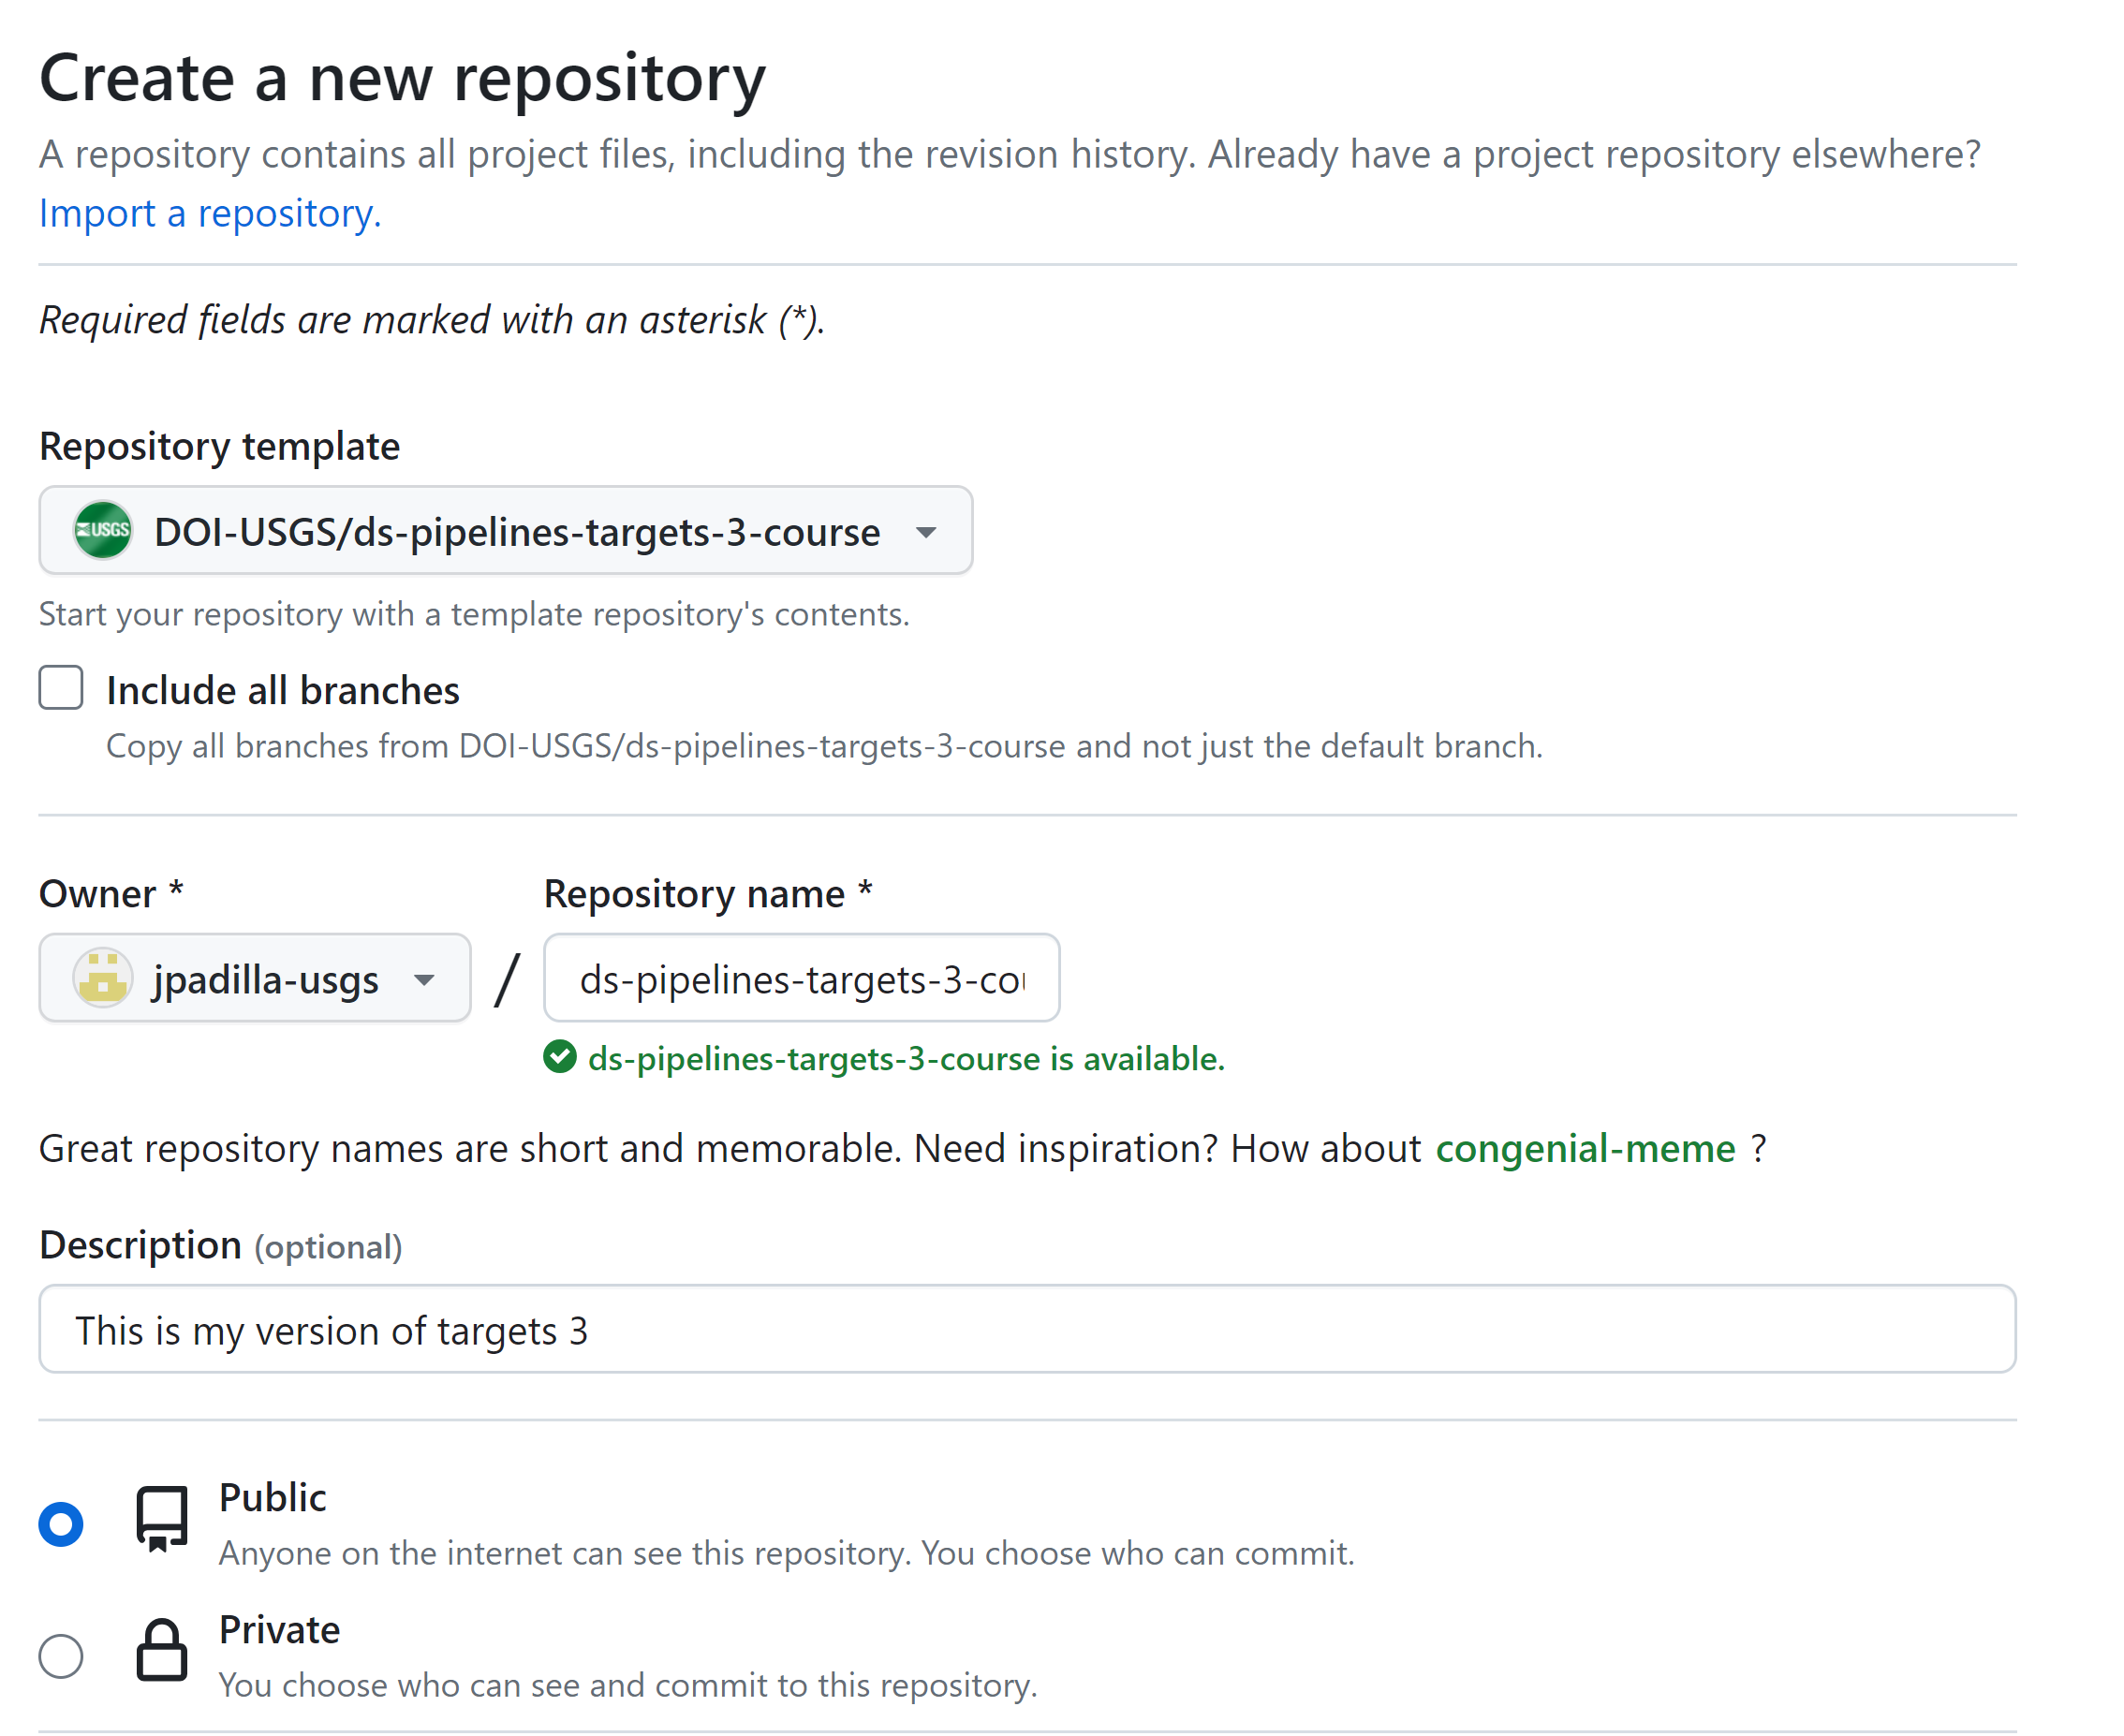 Create a new repository
A repository contains all project files, including the revision history. Already have a project repository elsewhere?
Import a repository.
Required fields are marked with an asterisk (*).
Repository template
USGS DOI-USGS/ds-pipelines-targets-3-course
Start your repository with a template repository's contents.
Include all branches
Copy all branches from DOI-USGS/ds-pipelines-targets-3-course and not just the default branch.
Owner * Repository name *
jpadilla-usgs / ds-pipelines-targets-3-cou
ds-pipelines-targets-3-course is available.
Great repository names are short and memorable. Need inspiration? How about congenial-meme ?
Description (optional)
This is my version of targets 3
Public
Anyone on the internet can see this repository. You choose who can commit.
Private
You choose who can see and commit to this repository.